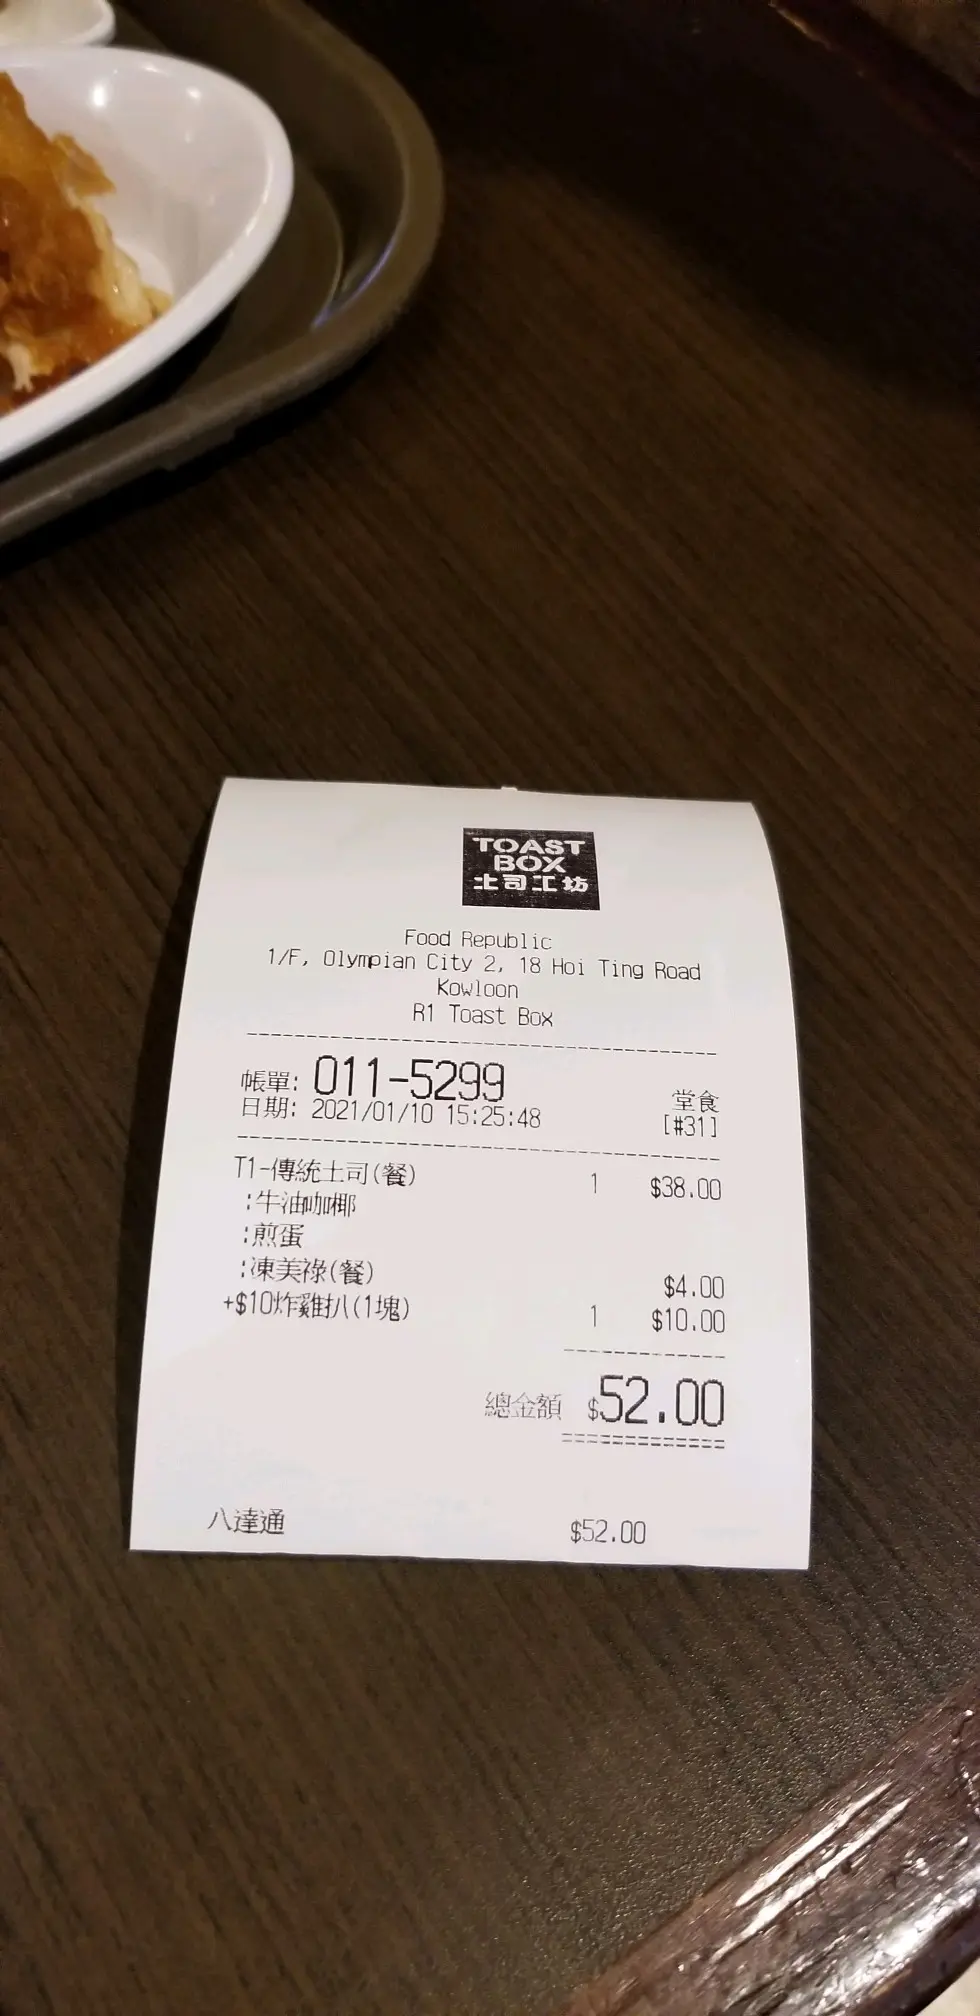 TOAST
BOX
土司工坊
Food Republic
1/F, Olympian City 2, 18 Hoi Ting Road
Kowloon
R1 Toast Box
帳單: 011-5299 堂食
日期: 2021/01/10 15:25:48 [#31]
T1-傳統土司(餐) 1 $38.00
:牛油咖椰
:煎蛋
:凍美祿(餐) $4.00
+$10炸雞扒(1塊) 1 $10.00
總金額 $52.00
八達通 $52.00